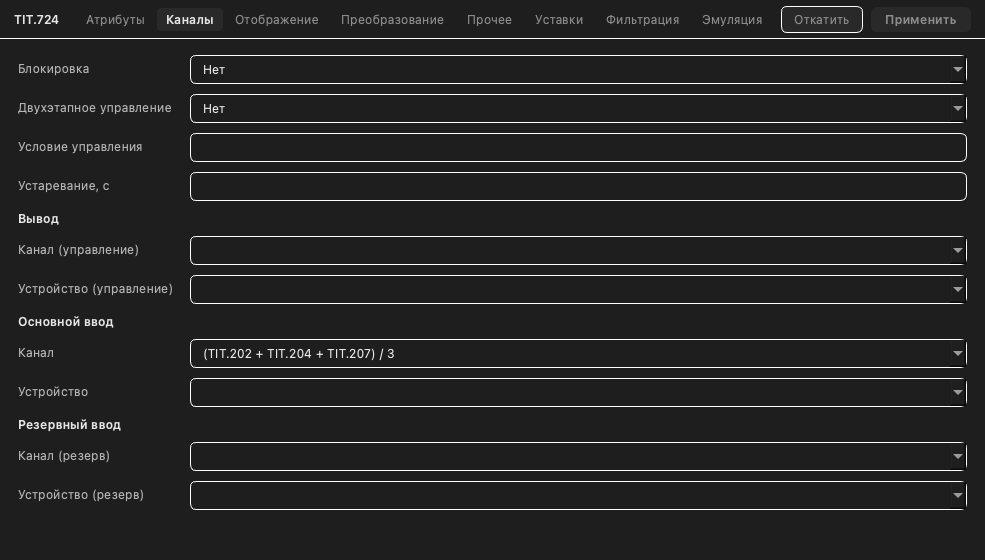 TIT.724 Атрибуты Каналы Отображение Преобразование Прочее Уставки Фильтрация Эмуляция Откатить Применить
Блокировка Нет
Двухэтапное управление Нет
Условие управления
Устаревание, с
Вывод
Канал (управление)
Устройство (управление)
Основной ввод
Канал (TIT.202 + TIT.204 + TIT.207) / 3
Устройство
Резервный ввод
Канал (резерв)
Устройство (резерв)